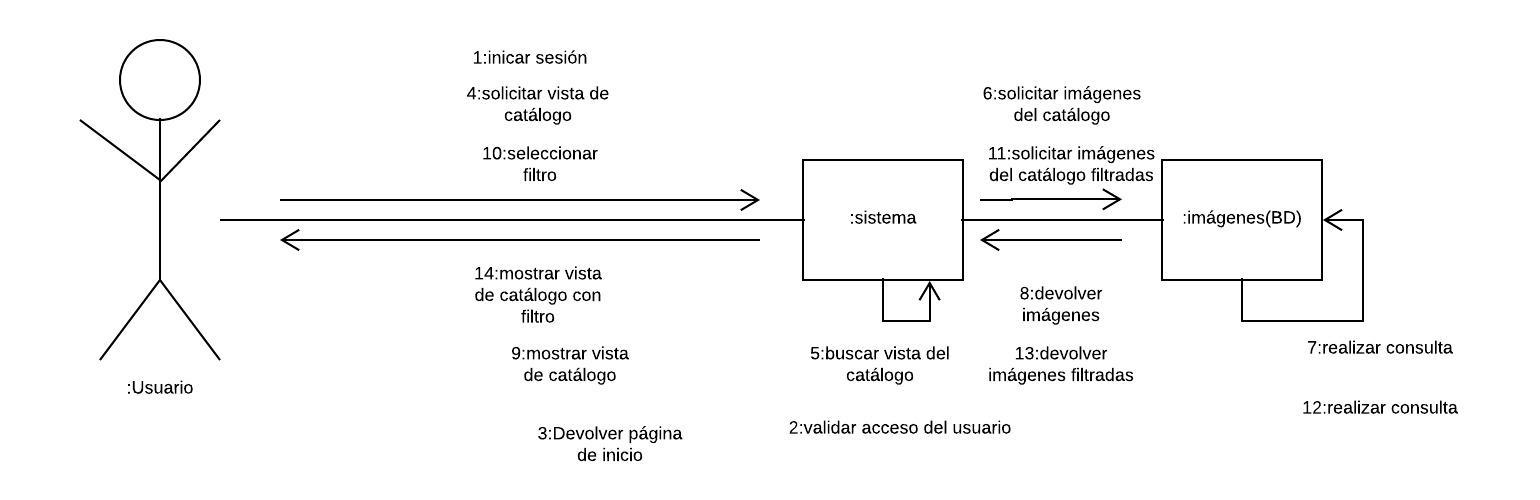 1:inicar sesión
4:solicitar vista de
catálogo
10:seleccionar
filtro
6:solicitar imágenes
del catálogo
11:solicitar imágenes
del catálogo filtradas
:sistema
:imágenes(BD)
14:mostrar vista
de catálogo con
filtro
9:mostrar vista
de catálogo
3:Devolver página
de inicio
:Usuario
5:buscar vista del
catálogo
2:validar acceso del usuario
8:devolver
imágenes
13:devolver
imágenes filtradas
7:realizar consulta
12:realizar consulta